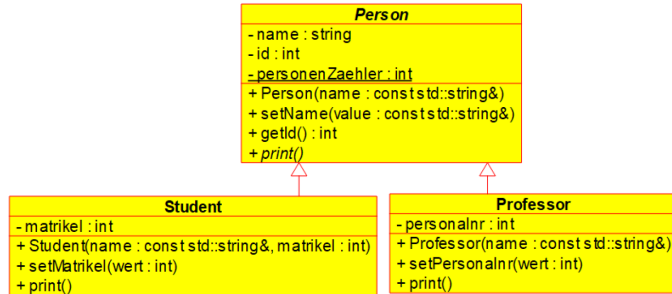 Person
- name : string
- id : int
- personenZaehler : int
+ Person(name : const std::string&)
+ setName(value : const std::string&)
+ getId() : int
+ print()
Student
- matrikel : int
+ Student(name : const std::string&, matrikel : int)
+ setMatrikel(wert : int)
+ print()
Professor
- personalnr : int
+ Professor(name : const std::string&)
+ setPersonalnr(wert : int)
+ print()